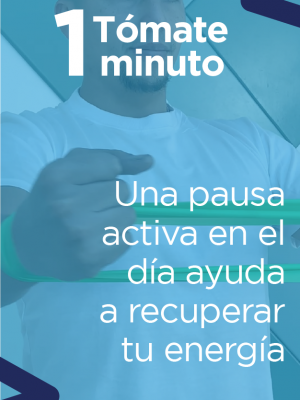 1 Tómate
minuto
Una pausa
activa en el
día ayuda
a recuperar
tu energía